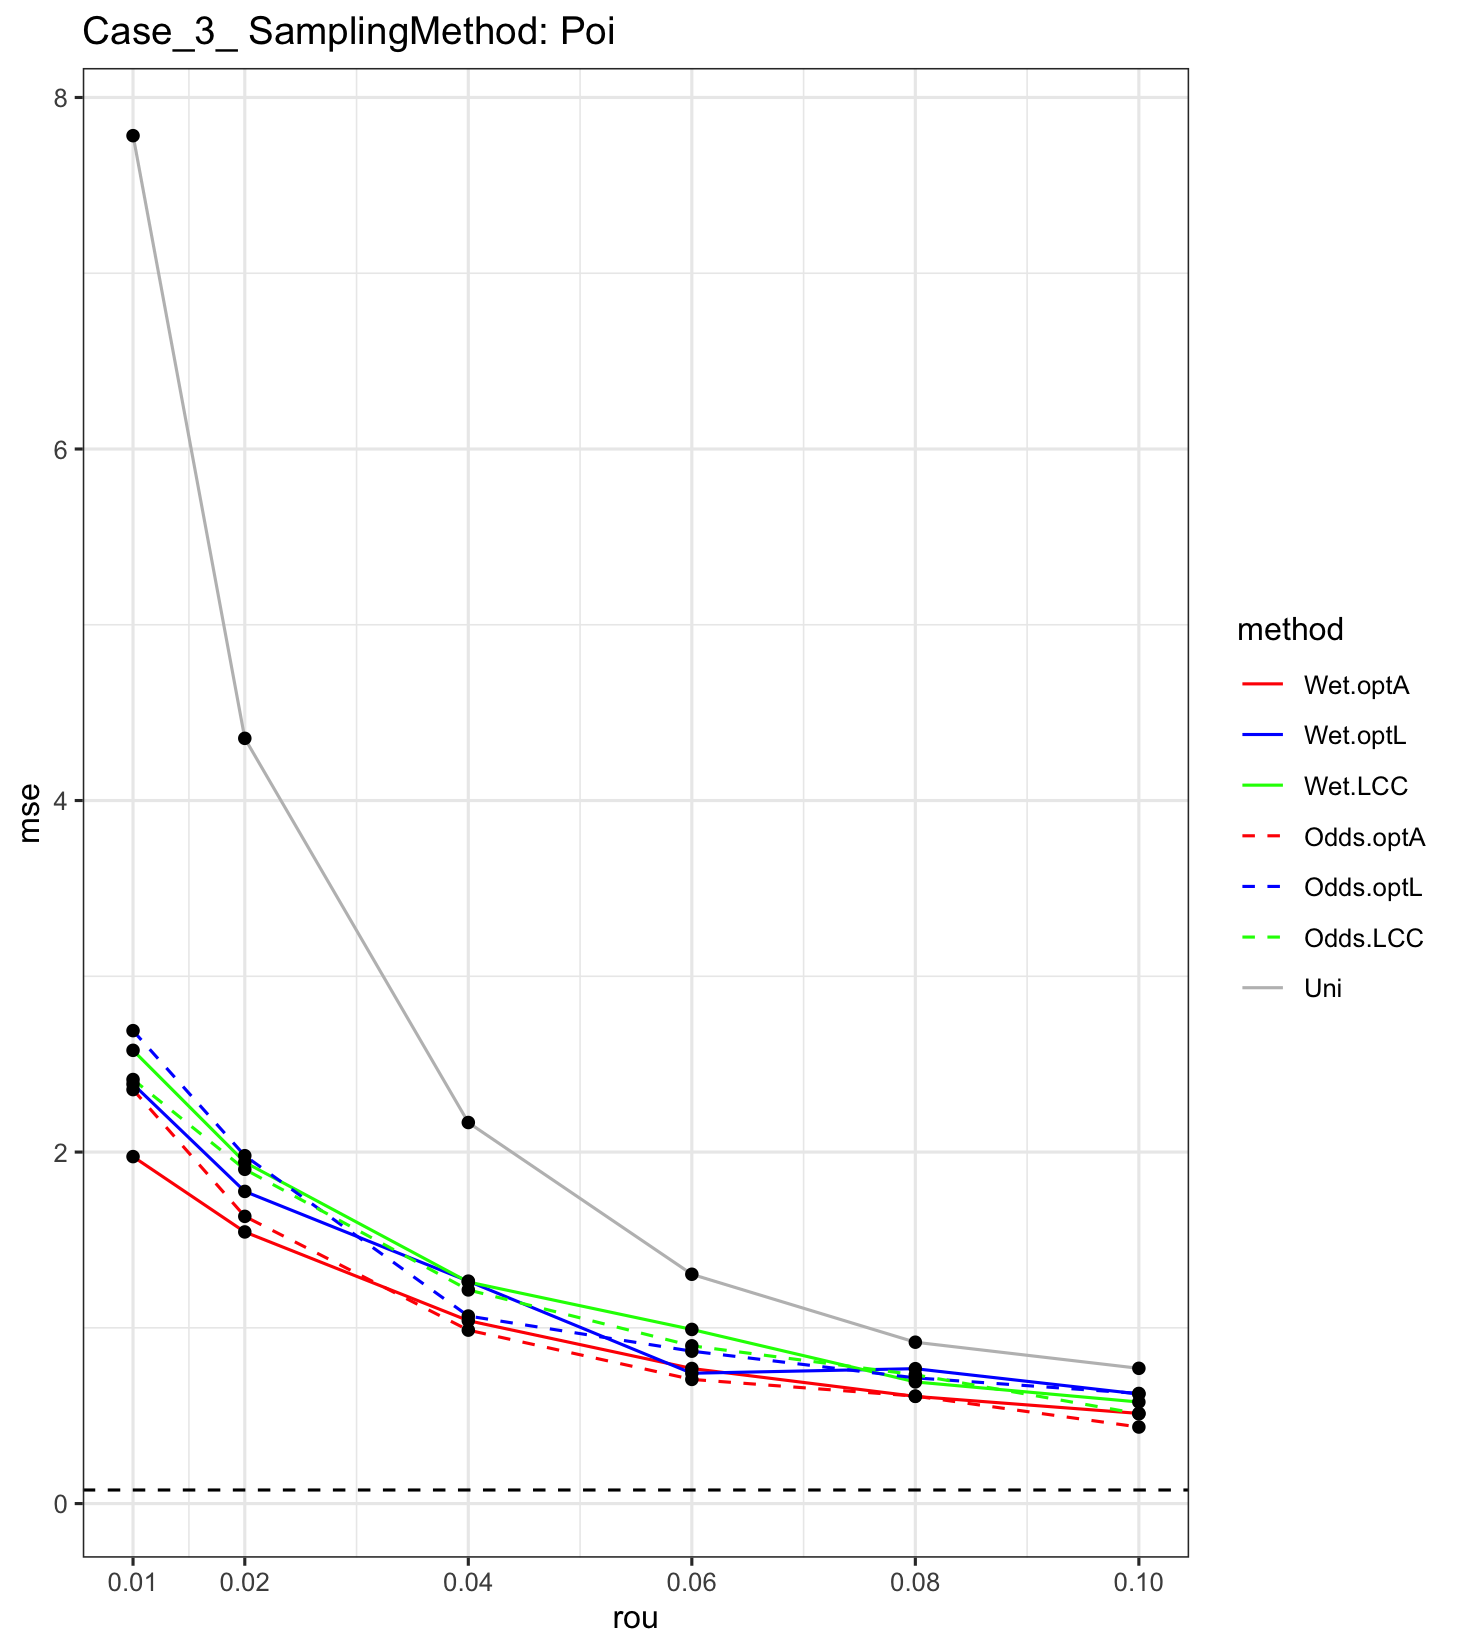 Case_3_ SamplingMethod: Poi
8
6
4
2
0
mse
0.01 0.02 0.04 0.06 0.08 0.10
rou
method
Wet.optA
Wet.optL
Wet.LCC
Odds.optA
Odds.optL
Odds.LCC
Uni